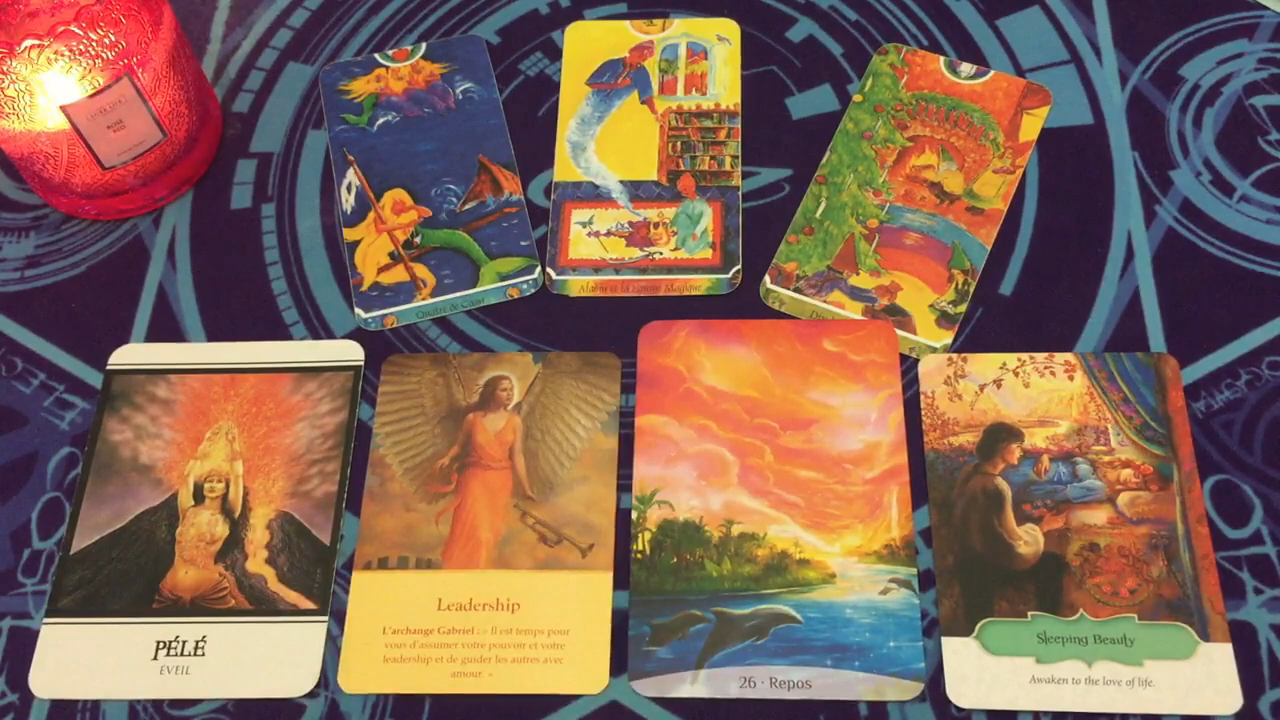 ROSE
RED
Quatre de Cœur
Aladin et la Lampe Magique
PÉLÉ
ÉVEIL
Leadership
L'archange Gabriel : « Il est temps pour
vous d'assumer votre pouvoir et votre
leadership et de guider les autres avec
amour. »
26 · Repos
Sleeping Beauty
Awaken to the love of life.